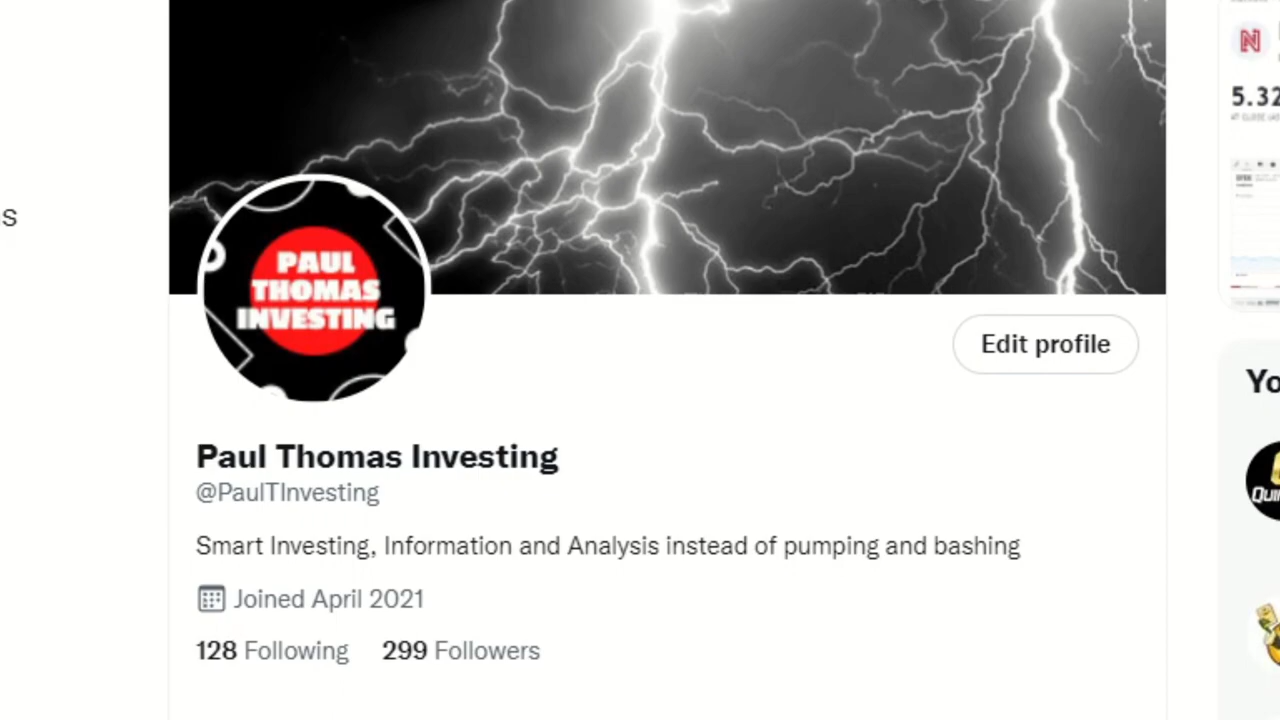 s
5.32
PAUL
THOMAS
INVESTING
Edit profile
Paul Thomas Investing
@PaulTInvesting
Smart Investing, Information and Analysis instead of pumping and bashing
Joined April 2021
128 Following 299 Followers
Yo